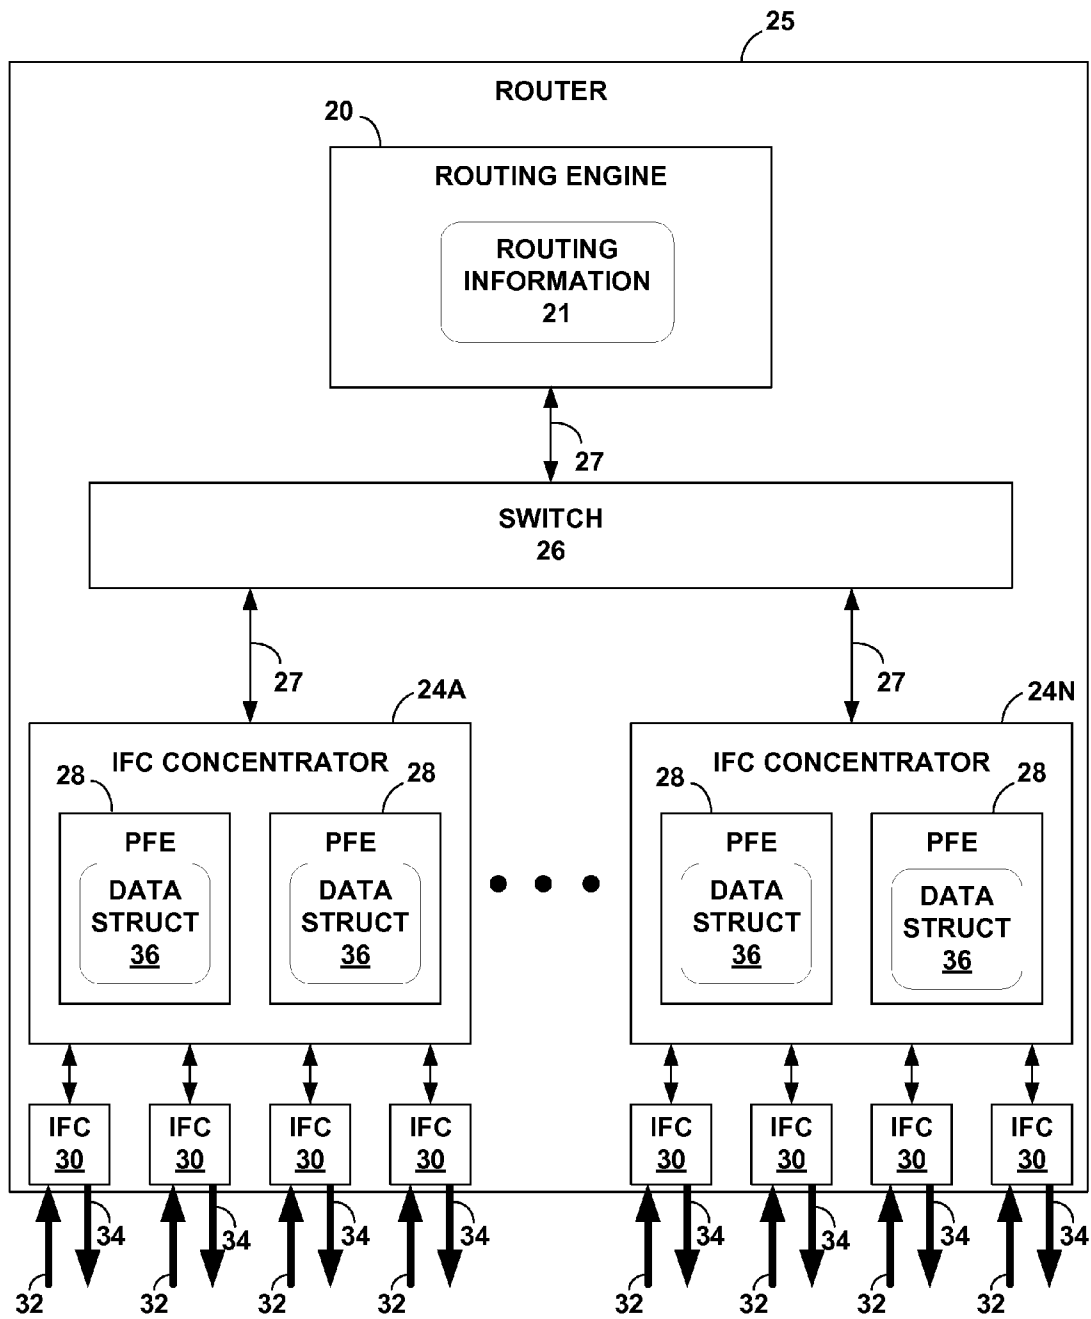 25
ROUTER
20
ROUTING ENGINE
ROUTING
INFORMATION
21
27
SWITCH
26
27
27
24A
24N
IFC CONCENTRATOR
IFC CONCENTRATOR
28
28
28
28
PFE
PFE
PFE
PFE
DATA
STRUCT
36
DATA
STRUCT
36
DATA
STRUCT
36
DATA
STRUCT
36
IFC
30
IFC
30
IFC
30
IFC
30
IFC
30
IFC
30
IFC
30
IFC
30
34
34
34
34
34
34
34
34
32
32
32
32
32
32
32
32